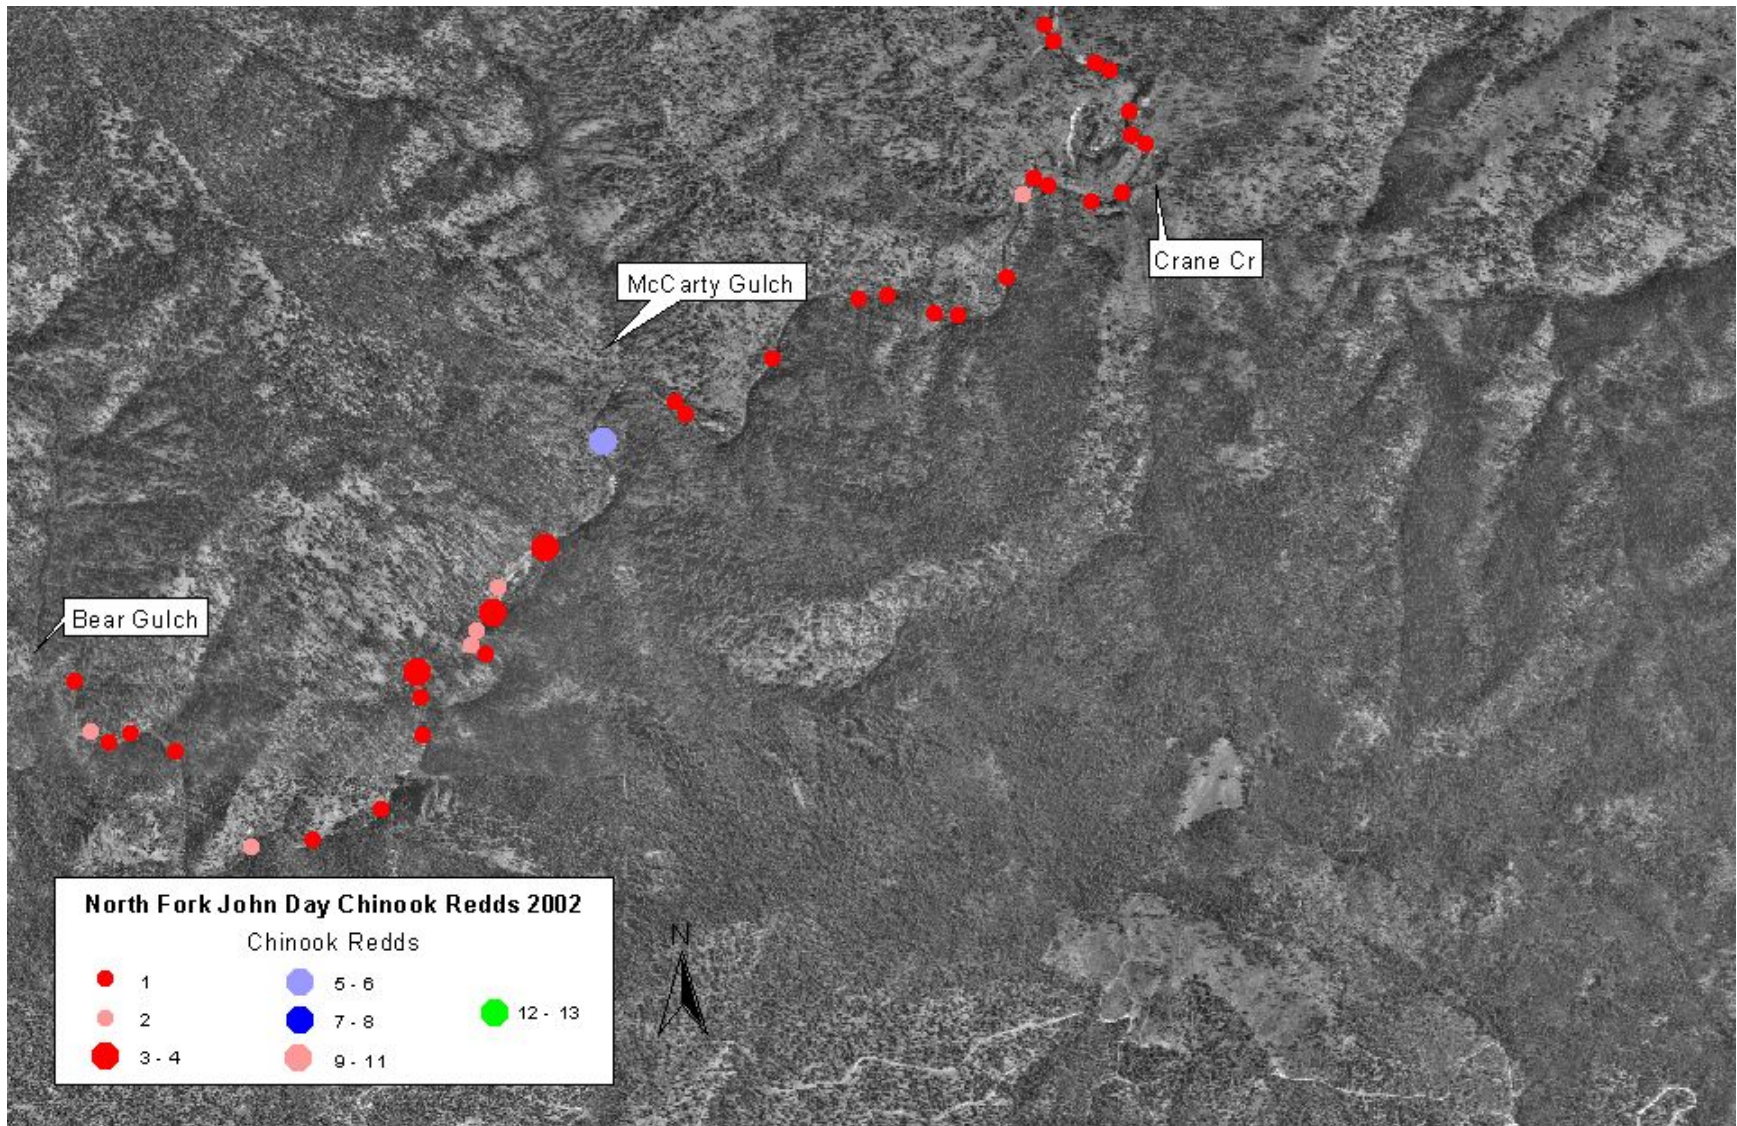 Crane Cr
McCarty Gulch
Bear Gulch
North Fork John Day Chinook Redds 2002
Chinook Redds
1
2
3 - 4
5 - 6
7 - 8
9 - 11
12 - 13
N